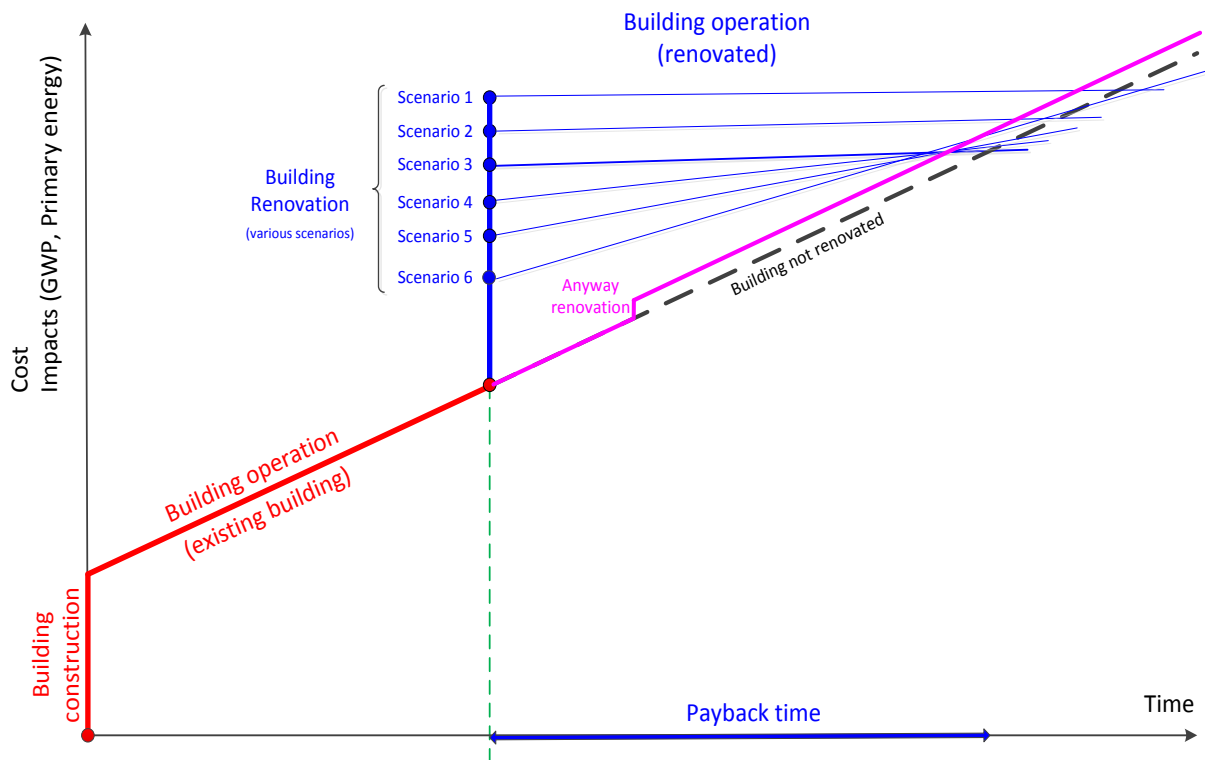 Building operation
(renovated)
Scenario 1
Scenario 2
Scenario 3
Scenario 4
Scenario 5
Scenario 6
Building
Renovation
(various scenarios)
Anyway
renovation
Building not renovated
Cost
Impacts (GWP, Primary energy)
Building operation
(existing building)
Building
construction
Payback time
Time